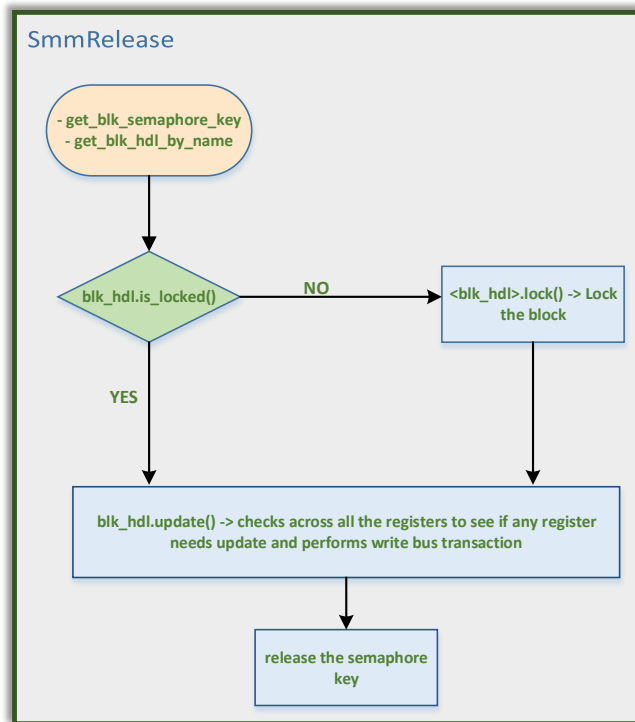 SmmRelease
- get_blk_semaphore_key
- get_blk_hdl_by_name
blk_hdl.is_locked()
NO
<blk_hdl>.lock() -> Lock
the block
YES
blk_hdl.update() -> checks across all the registers to see if any register
needs update and performs write bus transaction
release the semaphore
key